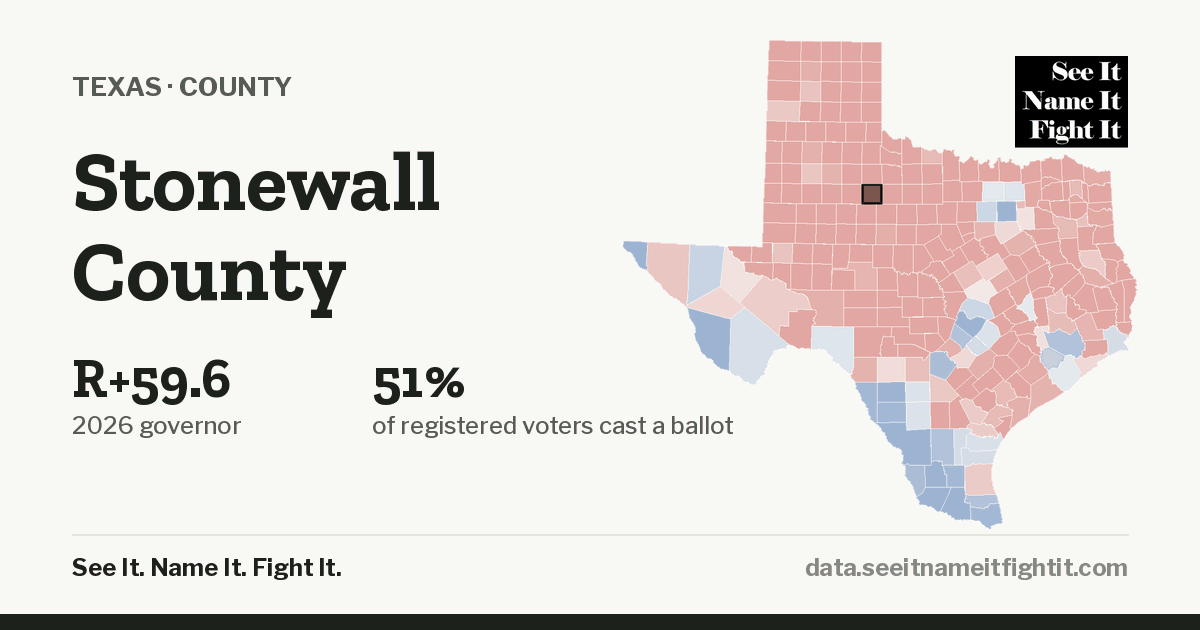 TEXAS · COUNTY
See It
Name It
Fight It
Stonewall
County
R+59.6
2026 governor
51%
of registered voters cast a ballot
See It. Name It. Fight It.
data.seeitnameitfightit.com